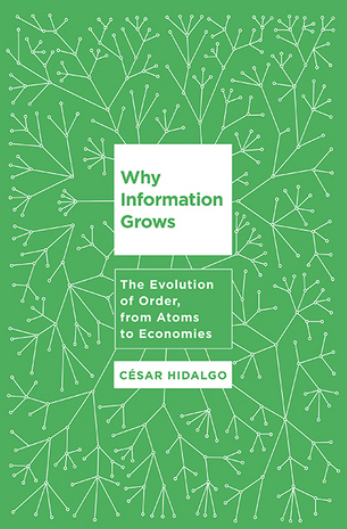 Why
Information
Grows
The Evolution
of Order,
from Atoms
to Economies
CÉSAR HIDALGO